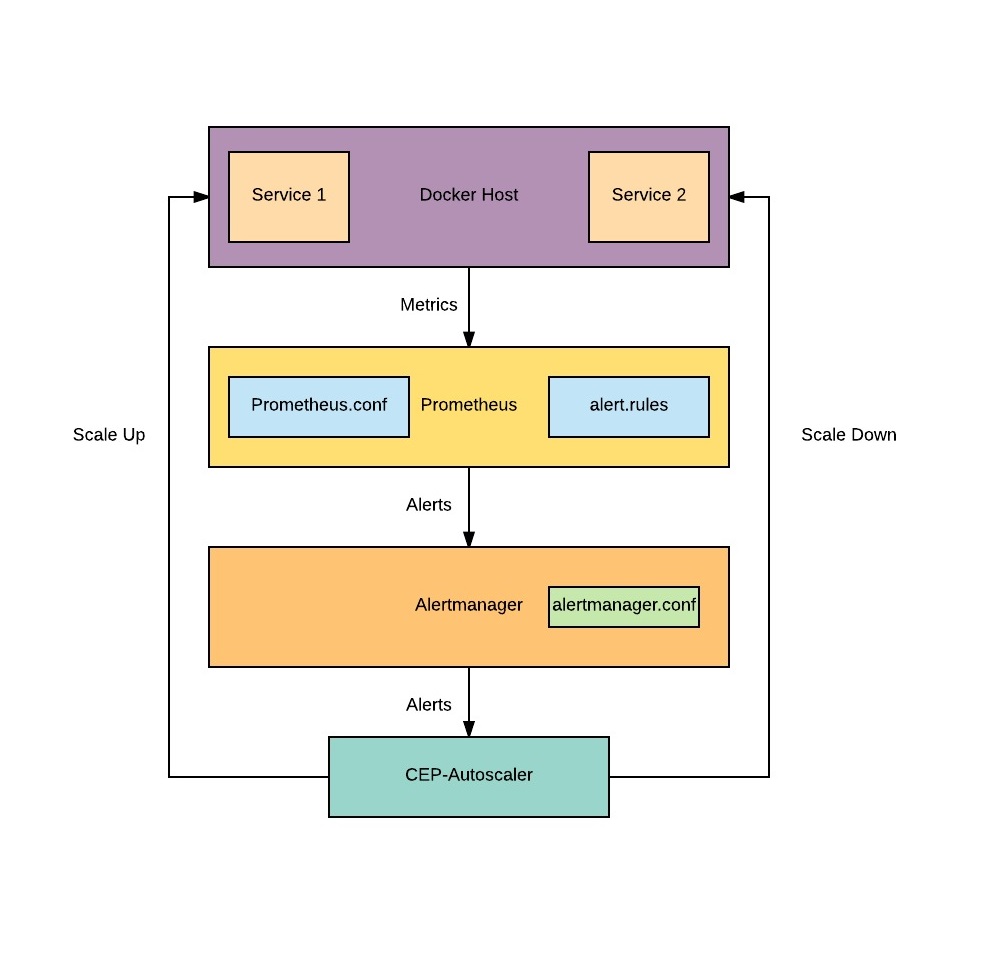 Service 1
Docker Host
Service 2
Metrics
Prometheus.conf
Prometheus
alert.rules
Scale Up
Scale Down
Alerts
Alertmanager
alertmanager.conf
Alerts
CEP-Autoscaler